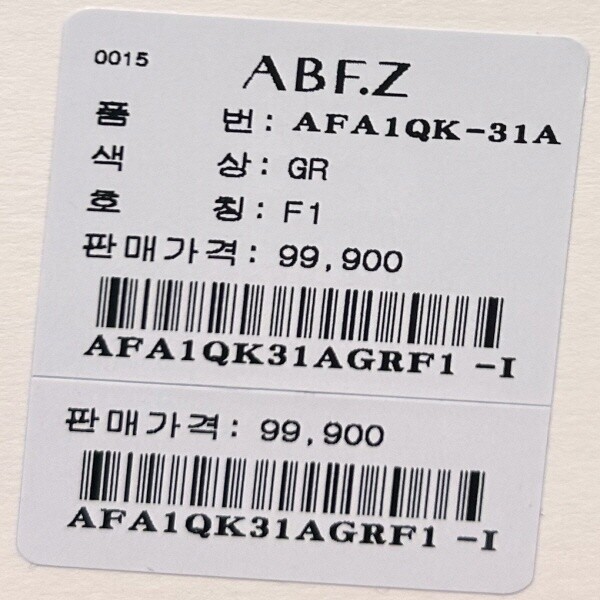 0015 ABF.Z
품 번: AFA1QK-31A
색 상: GR
호 칭: F1
판매가격: 99,900
AFA1QK31AGRF1 -I
판매가격: 99,900
AFA1QK31AGRF1 -I